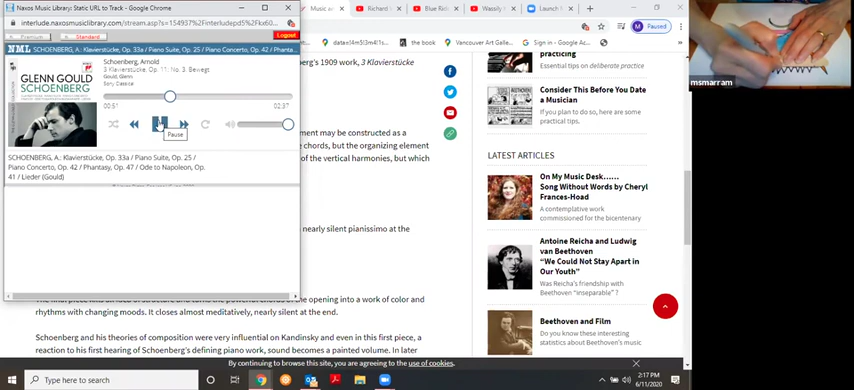 Naxos Music Library: Static URL to Track - Google Chrome
interlude.naxosmusiclibrary.com/stream.asp?s=154937%2Finterludepd5%2Fkx60...
Premium
Standard
Logout
NML
SCHOENBERG, A.: Klavierstücke, Op. 33a / Piano Suite, Op. 25 / Piano Concerto, Op. 42 / Phanta
GLENN GOULD
SCHOENBERG
Schoenberg, Arnold
3 Klavierstücke, Op. 11: No. 3. Bewegt
Gould, Glenn
Sony Classical
00:51
02:37
Pause
SCHOENBERG, A.: Klavierstücke, Op. 33a / Piano Suite, Op. 25 /
Piano Concerto, Op. 42 / Phantasy, Op. 47 / Ode to Napoleon, Op.
41 / Lieder (Gould)
Music w
Richard
Blue Rid
Wassily
Launch
Paused
datax(4m5(3m4l1s...
the book
Vancouver Art Galler...
Sign in - Google Acc...
berg's 1909 work, 3 Klavierstücke
ment may be constructed as a
chords, but the organizing element
of the vertical harmonies, but which
nearly silent pianissimo at the
rhythms with changing moods. It closes almost meditatively, nearly silent at the end.
Schoenberg and his theories of composition were very influential on Kandinsky and even in this first piece, a
reaction to his first hearing of Schoenberg's defining piano work, sound becomes a painted volume. In later
practicing
Essential tips on deliberate practice
Consider This Before You
Date a Musician
If you plan to do so, here are some
practical tips.
LATEST ARTICLES
On My Music Desk……
Song Without Words by Cheryl
Frances-Hoad
A contemplative work
commissioned for the bicentenary
Antoine Reicha and Ludwig
van Beethoven
“We Could Not Stay Apart in
Our Youth”
Was Reicha's friendship with
Beethoven “inseparable” ?
Beethoven and Film
Do you know these interesting
statistics about Beethoven's music
By continuing to browse this site, you are agreeing to the use of cookies.
Type here to search
2:17 PM
6/11/2020
msmarram